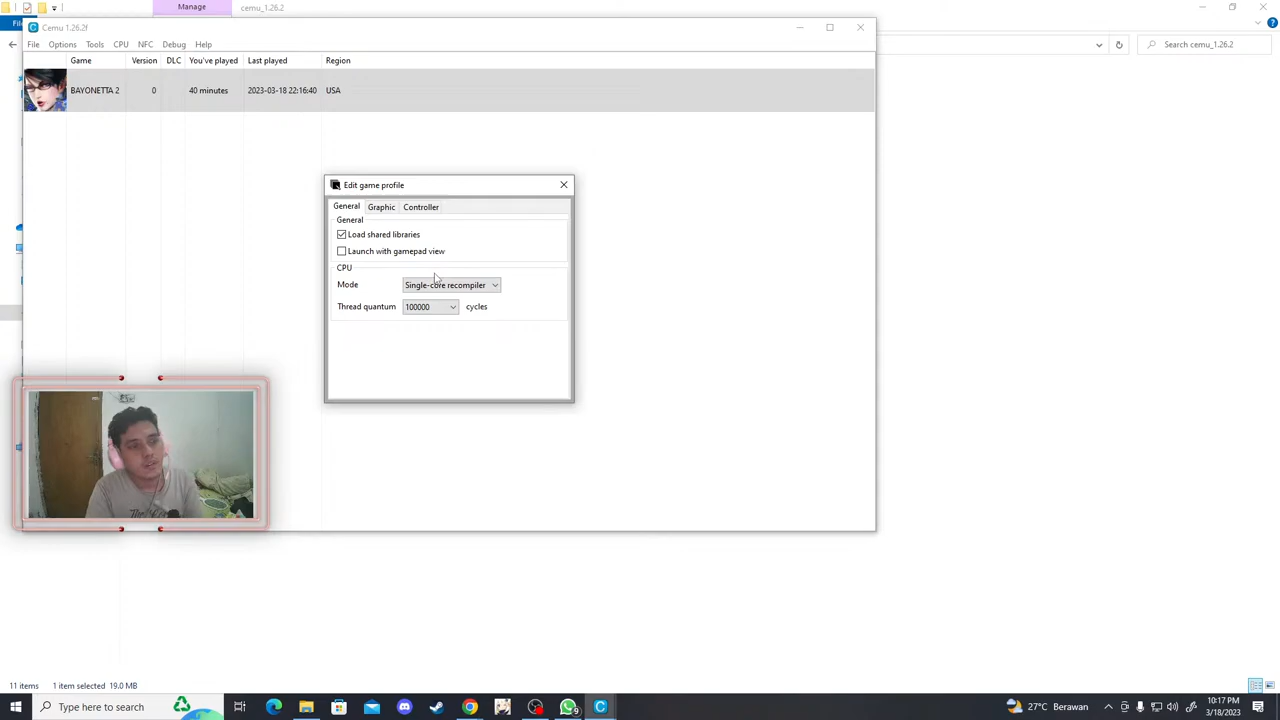 Manage
cemu_1.26.2
File
Cemu 1.26.2f
File Options Tools CPU NFC Debug Help
Search cemu_1.26.2
Game Version DLC You've played Last played Region
BAYONETTA 2 0 40 minutes 2023-03-18 22:16:40 USA
Edit game profile
General Graphic Controller
General
Load shared libraries
Launch with gamepad view
CPU
Mode Single-core recompiler
Thread quantum 100000 cycles
11 items 1 item selected 19.0 MB
Type here to search
9
27°C Berawan
10:17 PM
3/18/2023